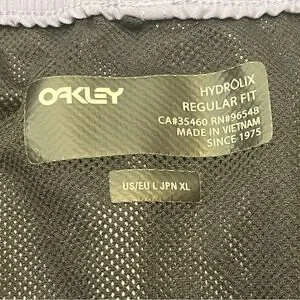 OAKLEY
HYDROLIX
REGULAR FIT
CA#35460 RN#96548
MADE IN VIETNAM
SINCE 1975
US/EU L JPN XL